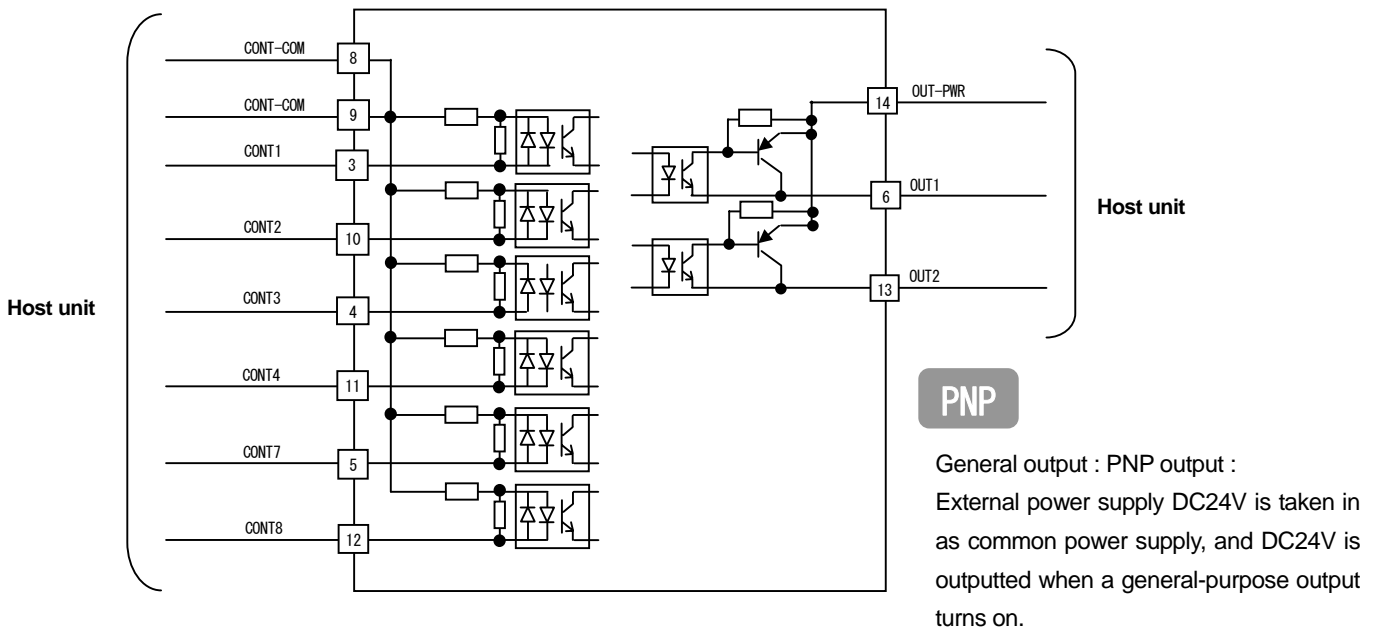 CONT-COM
8
CONT-COM
9
CONT1
3
CONT2
10
CONT3
4
CONT4
11
CONT7
5
CONT8
12
Host unit
14
OUT-PWR
6
OUT1
13
OUT2
Host unit
PNP
General output : PNP output :
External power supply DC24V is taken in
as common power supply, and DC24V is
outputted when a general-purpose output
turns on.